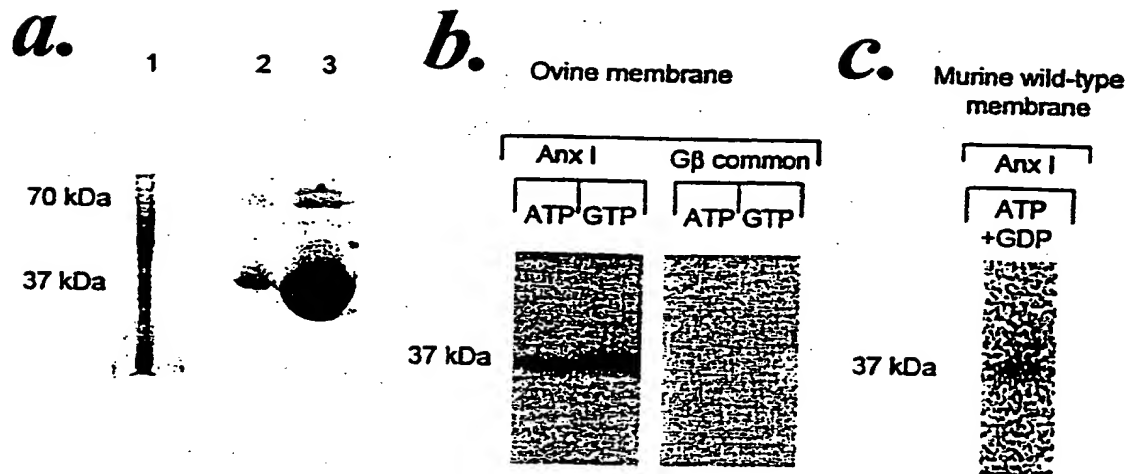 a.
1 2 3
70 kDa
37 kDa
b.
Ovine membrane
Anx I Gβ common
ATP GTP ATP GTP
37 kDa
c.
Murine wild-type
membrane
Anx I
ATP
+GDP
37 kDa